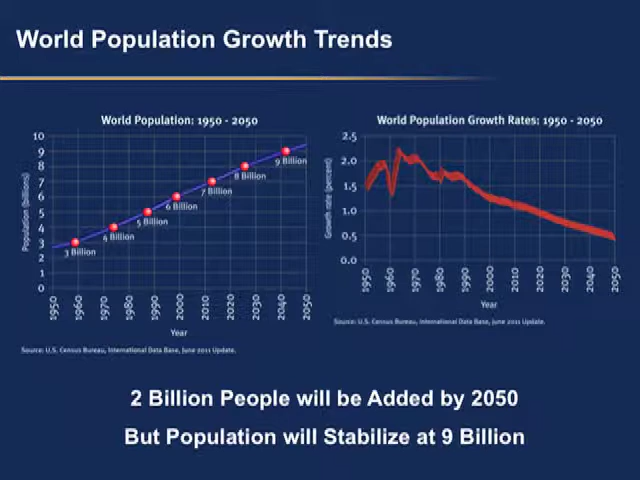 World Population Growth Trends
World Population: 1950 - 2050
10
9
8
7
6
5
4
3
2
1
0
Population (billions)
3 Billion
4 Billion
5 Billion
6 Billion
7 Billion
8 Billion
9 Billion
1950
1960
1970
1980
1990
2000
2010
2020
2030
2040
2050
Year
Source: U.S. Census Bureau, International Data Base, June 2011 Update.
World Population Growth Rates: 1950 - 2050
2.5
2.0
1.5
1.0
0.5
0.0
Growth rate (percent)
1950
1960
1970
1980
1990
2000
2010
2020
2030
2040
2050
Year
Source: U.S. Census Bureau, International Data Base, June 2011 Update.
2 Billion People will be Added by 2050
But Population will Stabilize at 9 Billion